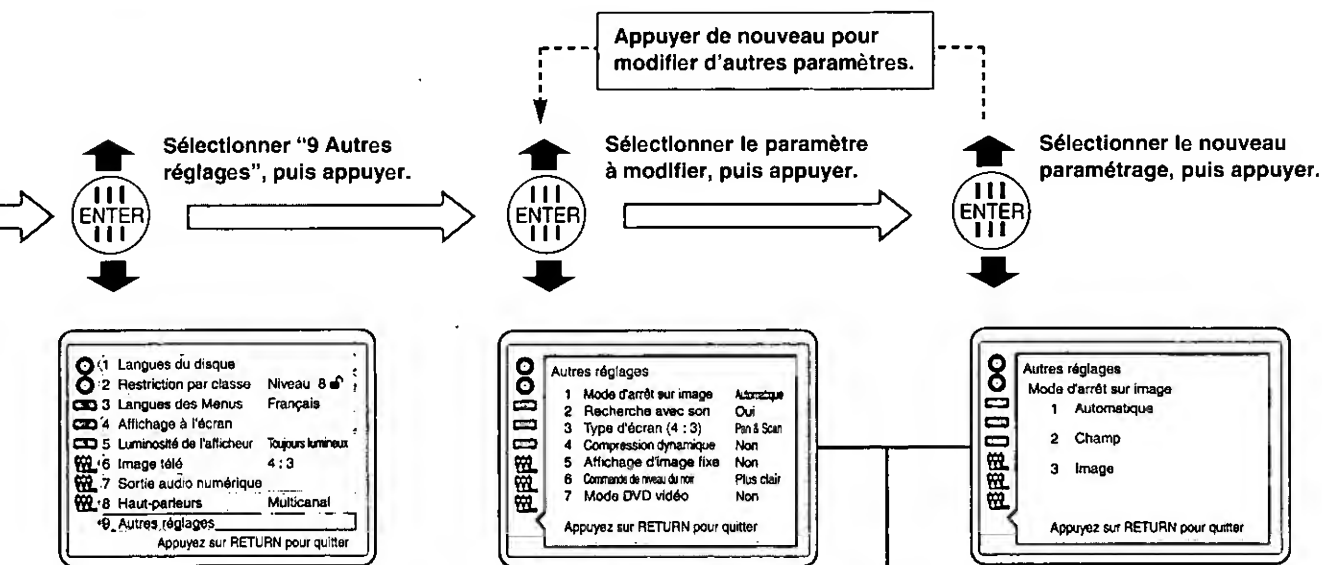 Appuyer de nouveau pour
modifier d'autres paramètres.
Sélectionner "9 Autres
réglages", puis appuyer.
ENTER
Sélectionner le paramètre
à modifier, puis appuyer.
ENTER
Sélectionner le nouveau
paramétrage, puis appuyer.
ENTER
1 Langues du disque
2 Restriction par classe Niveau 8
3 Langues des Menus Français
4 Affichage à l'écran
5 Luminosité de l'afficheur Toujours lumineux
6 Image télé 4 : 3
7 Sortie audio numérique
8 Haut-parleurs Multicanal
9 Autres réglages
Appuyez sur RETURN pour quitter
Autres réglages
1 Mode d'arrêt sur image Automatique
2 Recherche avec son Oui
3 Type d'écran (4 : 3) Pan & Scan
4 Compression dynamique Non
5 Affichage d'image fixe Non
6 Commande de niveau du noir Plus clair
7 Mode DVD vidéo Non
Appuyez sur RETURN pour quitter
Autres réglages
Mode d'arrêt sur image
1 Automatique
2 Champ
3 Image
Appuyez sur RETURN pour quitter